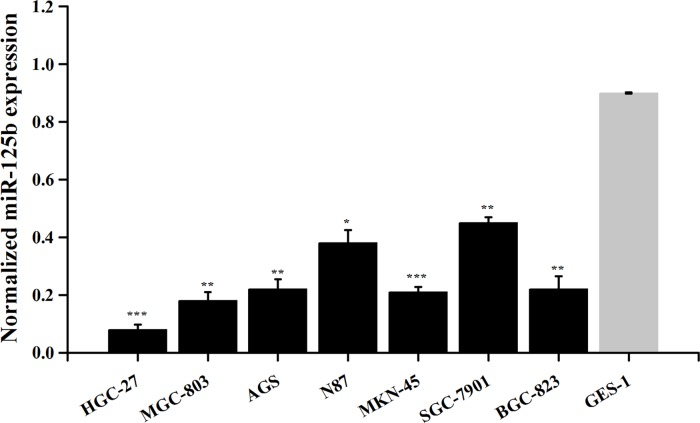 Normalized miR-125b expression
1.2
1.0
0.8
0.6
0.4
0.2
0.0
***
**
**
*
***
**
**
HGC-27
MGC-803
AGS
N87
MKN-45
SGC-7901
BGC-823
GES-1